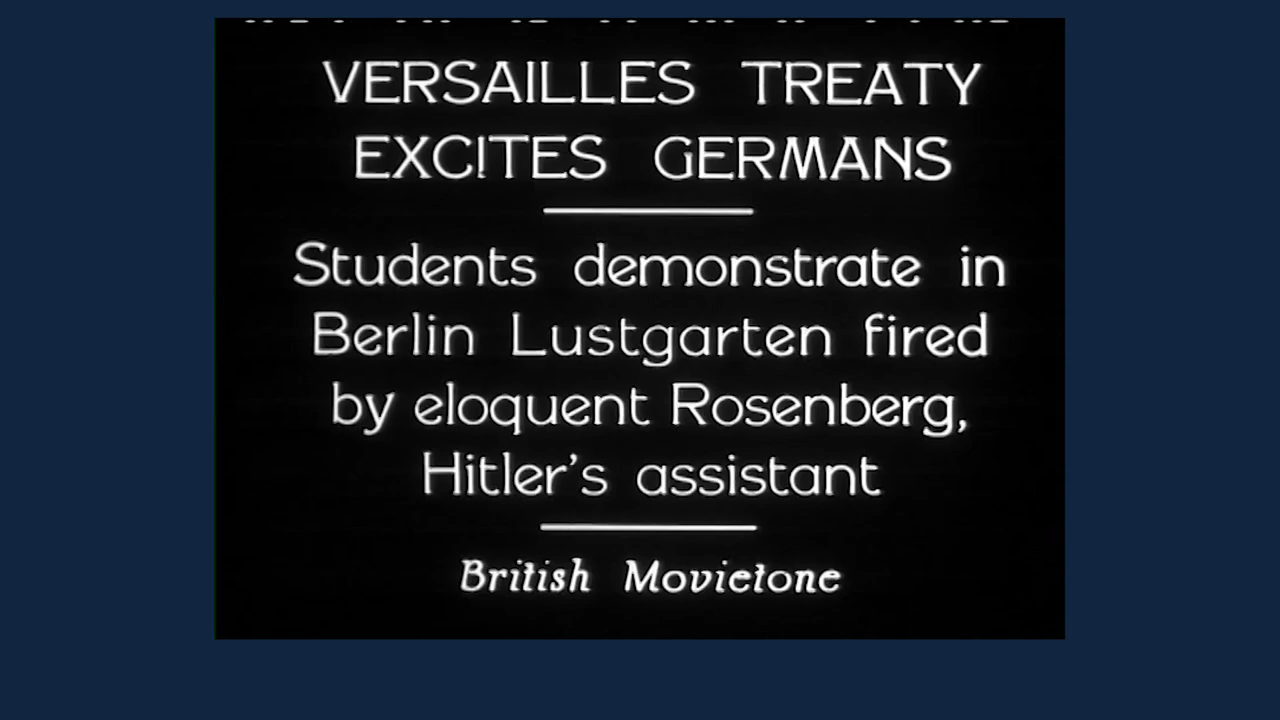 VERSAILLES TREATY
EXCITES GERMANS
Students demonstrate in
Berlin Lustgarten fired
by eloquent Rosenberg,
Hitler's assistant
British Movietone